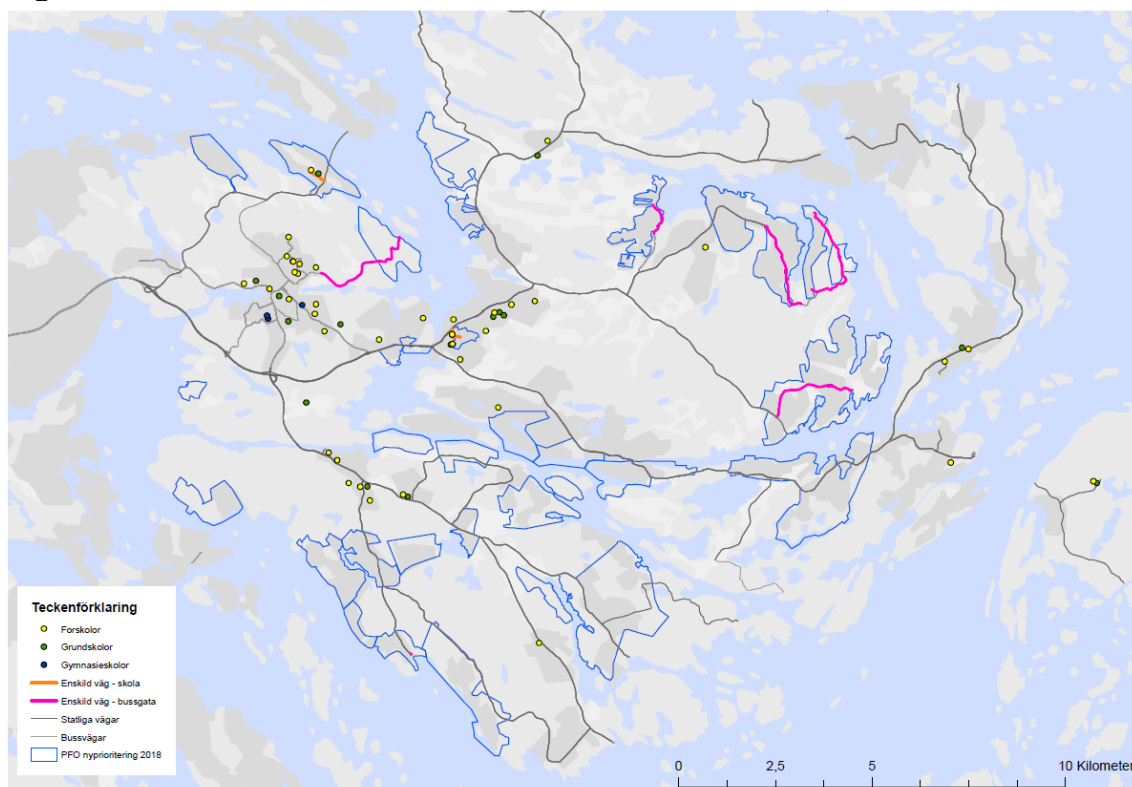 Teckenförklaring
Forskolor
Grundskolor
Gymnasieskolor
Enskild väg - skola
Enskild väg - bussgata
Statliga vägar
Bussvägar
PFO nyprioritering 2018
0 2,5 5 10 Kilometer